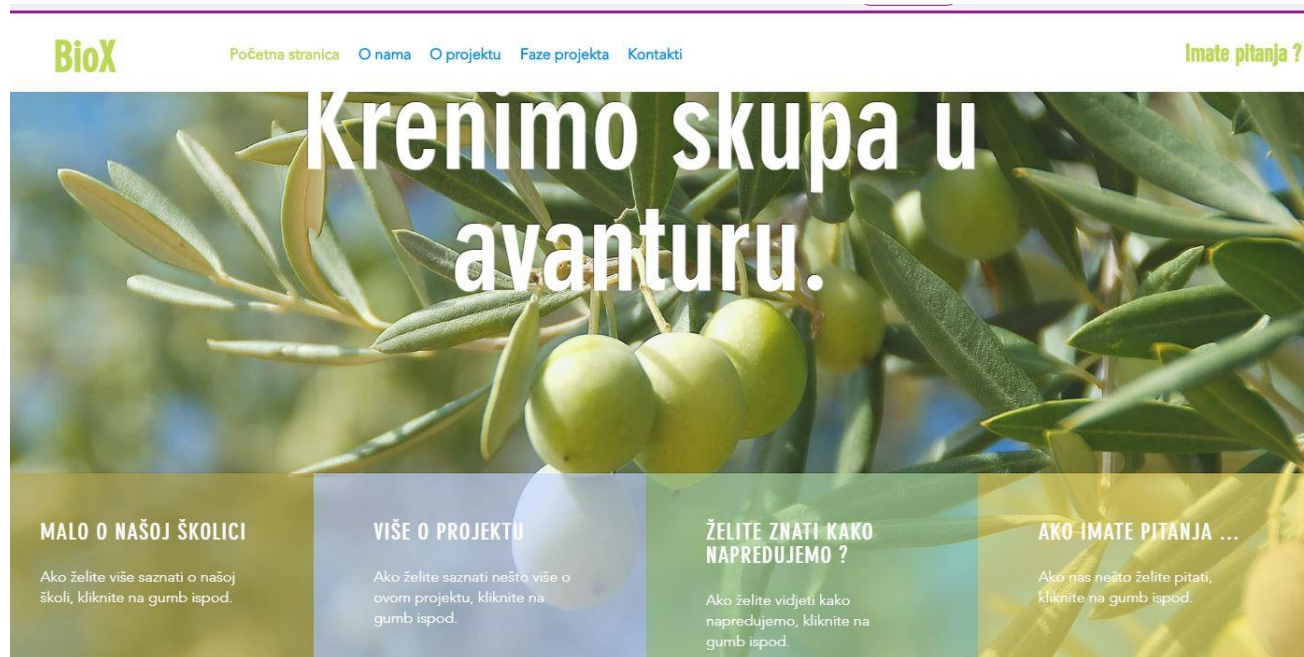 BioX
Početna stranica O nama O projektu Faze projekta Kontakti
Imate pitanja ?
Krenimo skupa u
avanturu.
MALO O NAŠOJ ŠKOLICI
Ako želite više saznati o našoj
školi, kliknite na gumb ispod.
VIŠE O PROJEKTU
Ako želite saznati nešto više o
ovom projektu, kliknite na
gumb ispod.
ŽELITE ZNATI KAKO
NAPREDUJEMO ?
Ako želite vidjeti kako
napredujemo, kliknite na
gumb ispod.
AKO IMATE PITANJA ...
Ako nas nešto želite pitati,
kliknite na gumb ispod.